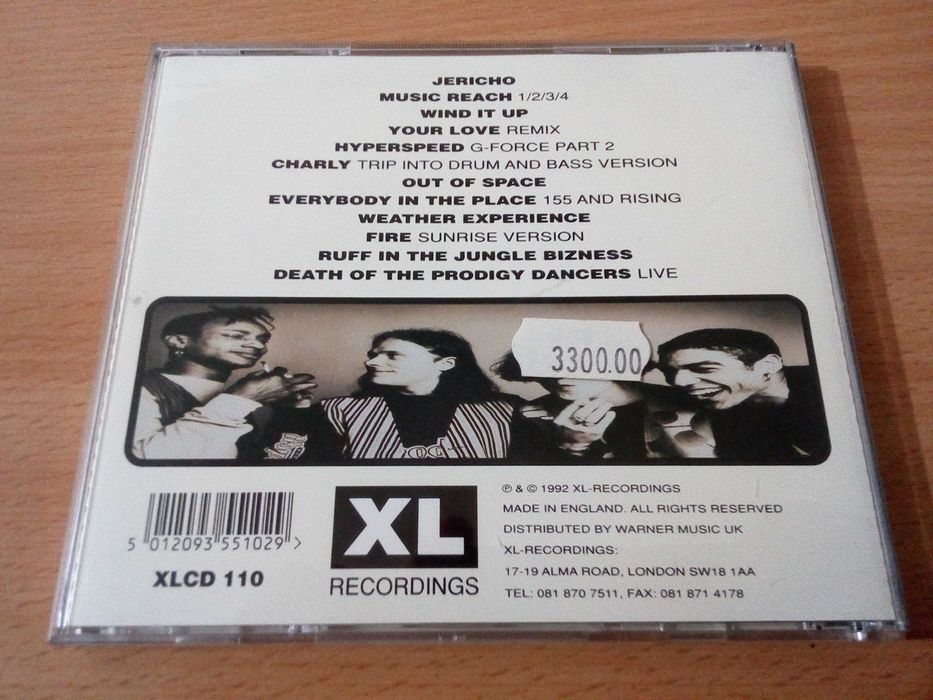 JERICHO
MUSIC REACH 1/2/3/4
WIND IT UP
YOUR LOVE REMIX
HYPERSPEED G-FORCE PART 2
CHARLY TRIP INTO DRUM AND BASS VERSION
OUT OF SPACE
EVERYBODY IN THE PLACE 155 AND RISING
WEATHER EXPERIENCE
FIRE SUNRISE VERSION
RUFF IN THE JUNGLE BIZNESS
DEATH OF THE PRODIGY DANCERS LIVE
3300.00
5 012093 551029 >
XLCD 110
XL
RECORDINGS
℗ & © 1992 XL-RECORDINGS
MADE IN ENGLAND. ALL RIGHTS RESERVED
DISTRIBUTED BY WARNER MUSIC UK
XL-RECORDINGS:
17-19 ALMA ROAD, LONDON SW18 1AA
TEL: 081 870 7511, FAX: 081 871 4178